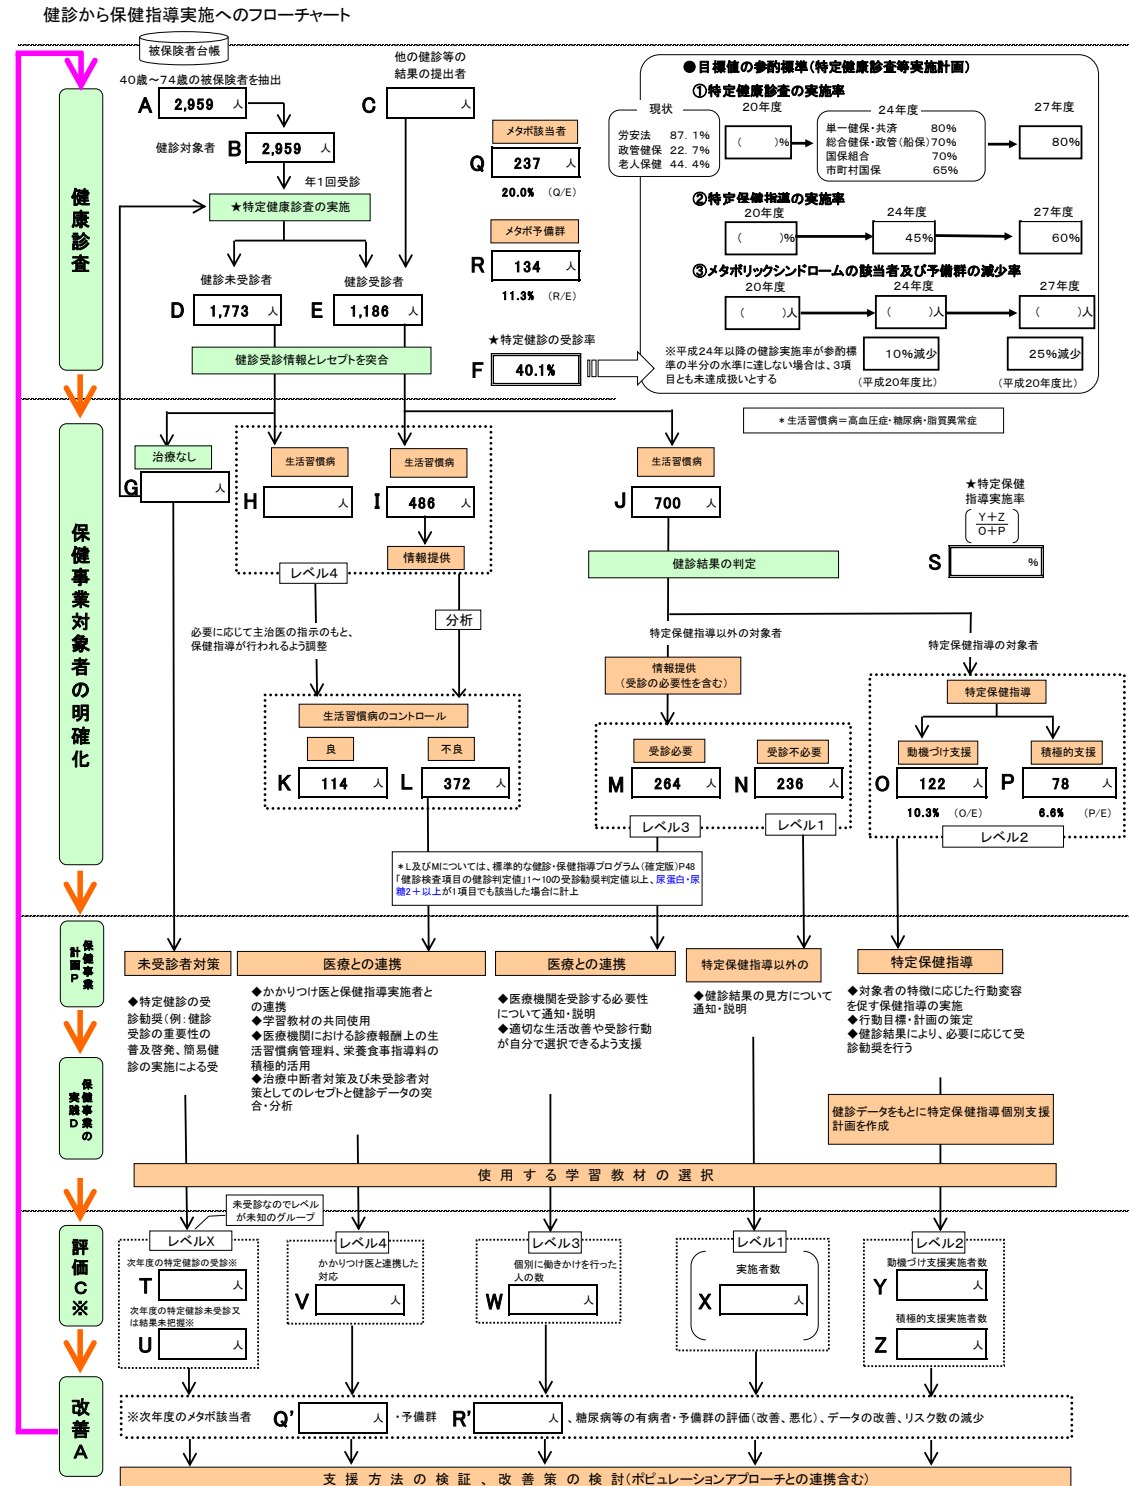 健診から保健指導実施へのフローチャート
被保険者台帳
40歳～74歳の被保険者を抽出
A 2,959 人
健診対象者 B 2,959 人
年1回受診
★特定健康診査の実施
他の健診等の
結果の提出者
C 人
メタボ該当者
Q 237 人
20.0% (Q/E)
メタボ予備群
R 134 人
11.3% (R/E)
健診未受診者
D 1,773 人
健診受診者
E 1,186 人
健診受診情報とレセプトを突合
★特定健診の受診率
F 40.1%
●目標値の参酌標準(特定健康診査等実施計画)
①特定健康診査の実施率
現状
労安法 87.1%
政管健保 22.7%
老人保健 44.4%
20年度
( )%
24年度
単一健保・共済 80%
総合健保・政管(船保)70%
国保組合 70%
市町村国保 65%
27年度
80%
②特定保健指導の実施率
20年度
( )%
24年度
45%
27年度
60%
③メタボリックシンドロームの該当者及び予備群の減少率
20年度
( )人
24年度
( )人
27年度
( )人
※平成24年以降の健診実施率が参酌標
準の半分の水準に達しない場合は、3項
目とも未達成扱いとする
10%減少
(平成20年度比)
25%減少
(平成20年度比)
健康診査
*生活習慣病＝高血圧症・糖尿病・脂質異常症
治療なし
G 人
生活習慣病
H 人
生活習慣病
I 486 人
情報提供
レベル4
生活習慣病
J 700 人
健診結果の判定
★特定保健
指導実施率
Y+Z
O+P
S %
分析
必要に応じて主治医の指示のもと、
保健指導が行われるよう調整
特定保健指導以外の対象者
特定保健指導の対象者
情報提供
(受診の必要性を含む)
生活習慣病のコントロール
良
K 114 人
不良
L 372 人
受診必要
M 264 人
受診不必要
N 236 人
レベル3
レベル1
特定保健指導
動機づけ支援
O 122 人
10.3% (O/E)
積極的支援
P 78 人
6.6% (P/E)
レベル2
保健事業対象者の明確化
*L及びMについては、標準的な健診・保健指導プログラム(確定版)P48
「健診検査項目の健診判定値」1～10の受診勧奨判定値以上、尿蛋白・尿
糖2＋以上が1項目でも該当した場合に計上
保健事業
計画P
未受診者対策
◆特定健診の受
診勧奨(例:健診
受診の重要性の
普及啓発、簡易健
診の実施による受
医療との連携
◆かかりつけ医と保健指導実施者と
の連携
◆学習教材の共同使用
◆医療機関における診療報酬上の生
活習慣病管理料、栄養食事指導料の
積極的活用
◆治療中断者対策及び未受診者対
策としてのレセプトと健診データの突
合・分析
医療との連携
◆医療機関を受診する必要性
について通知・説明
◆適切な生活改善や受診行動
が自分で選択できるよう支援
特定保健指導以外の
◆健診結果の見方について
通知・説明
特定保健指導
◆対象者の特徴に応じた行動変容
を促す保健指導の実施
◆行動目標・計画の策定
◆健診結果により、必要に応じて受
診勧奨を行う
健診データをもとに特定保健指導個別支援
計画を作成
保健事業の
実践D
使用する学習教材の選択
未受診なのでレベル
が未知のグループ
評価C※
レベルX
次年度の特定健診の受診※
T 人
次年度の特定健診未受診又
は結果未把握※
U 人
レベル4
かかりつけ医と連携した
対応
V 人
レベル3
個別に働きかけを行った
人の数
W 人
レベル1
実施者数
X 人
レベル2
動機づけ支援実施者数
Y 人
積極的支援実施者数
Z 人
改善A
※次年度のメタボ該当者 Q' 人 ・予備群 R' 人 、糖尿病等の有病者・予備群の評価(改善、悪化)、データの改善、リスク数の減少
支援方法の検証、改善策の検討(ポピュレーションアプローチとの連携含む)